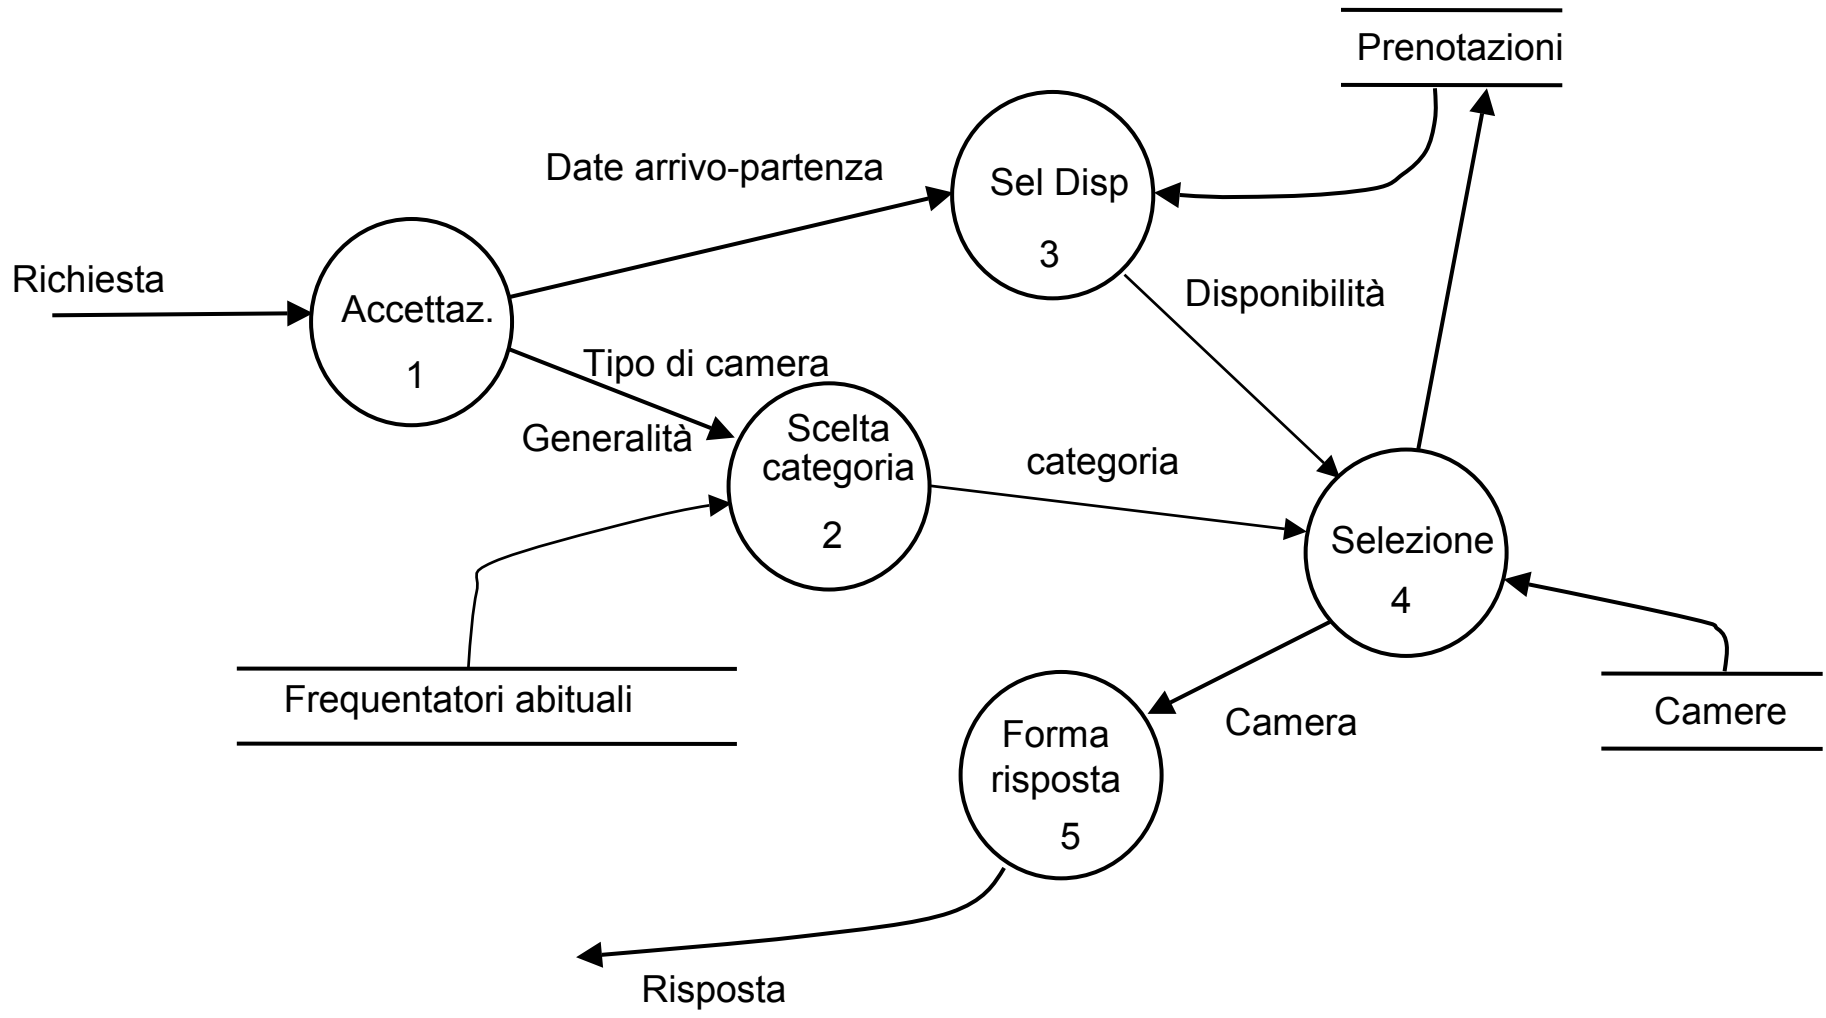 Prenotazioni
Date arrivo-partenza
Sel Disp
3
Richiesta
Accettaz.
1
Disponibilità
Tipo di camera
Generalità
Scelta
categoria
2
categoria
Selezione
4
Frequentatori abituali
Camere
Camera
Forma
risposta
5
Risposta